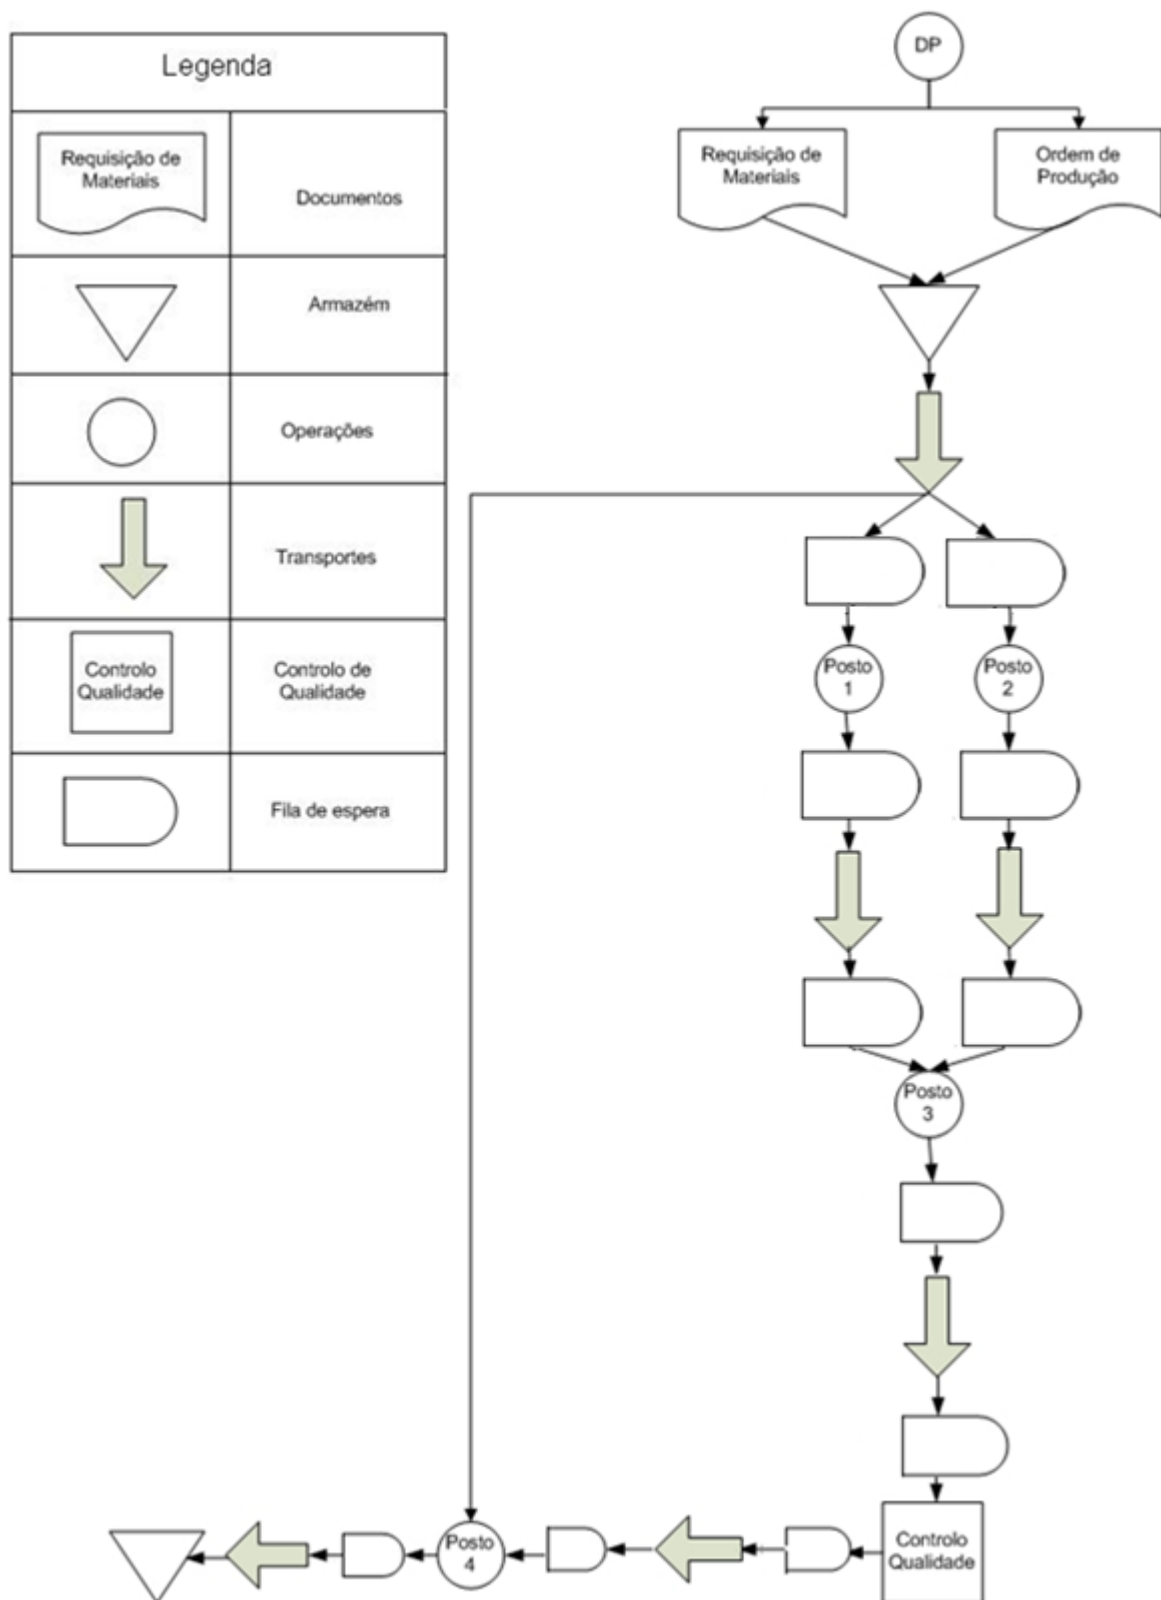 Legenda
Requisição de
Materiais
Documentos
Armazém
Operações
Transportes
Controlo
Qualidade
Controlo de
Qualidade
Fila de espera
DP
Requisição de
Materiais
Ordem de
Produção
Posto
1
Posto
2
Posto
3
Controlo
Qualidade
Posto
4